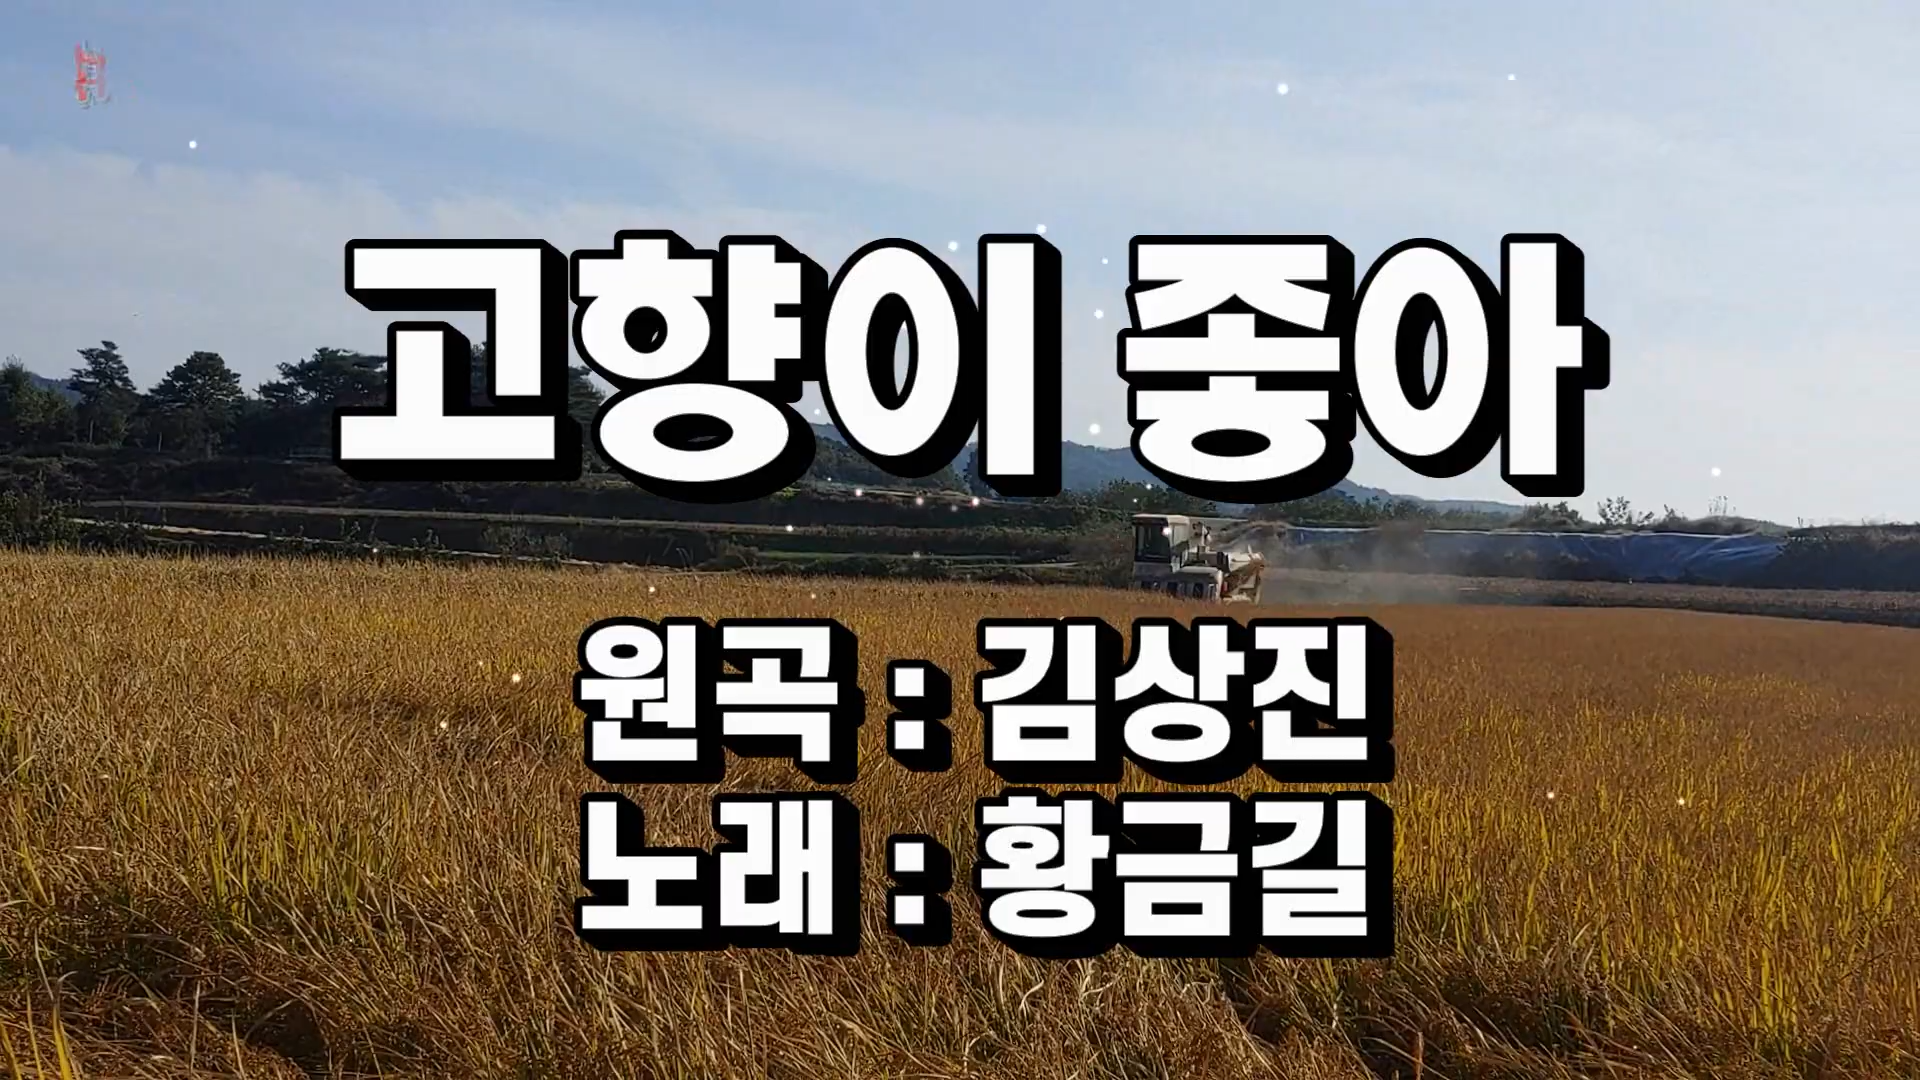 고향이 좋아
원곡 : 김상진
노래 : 황금길